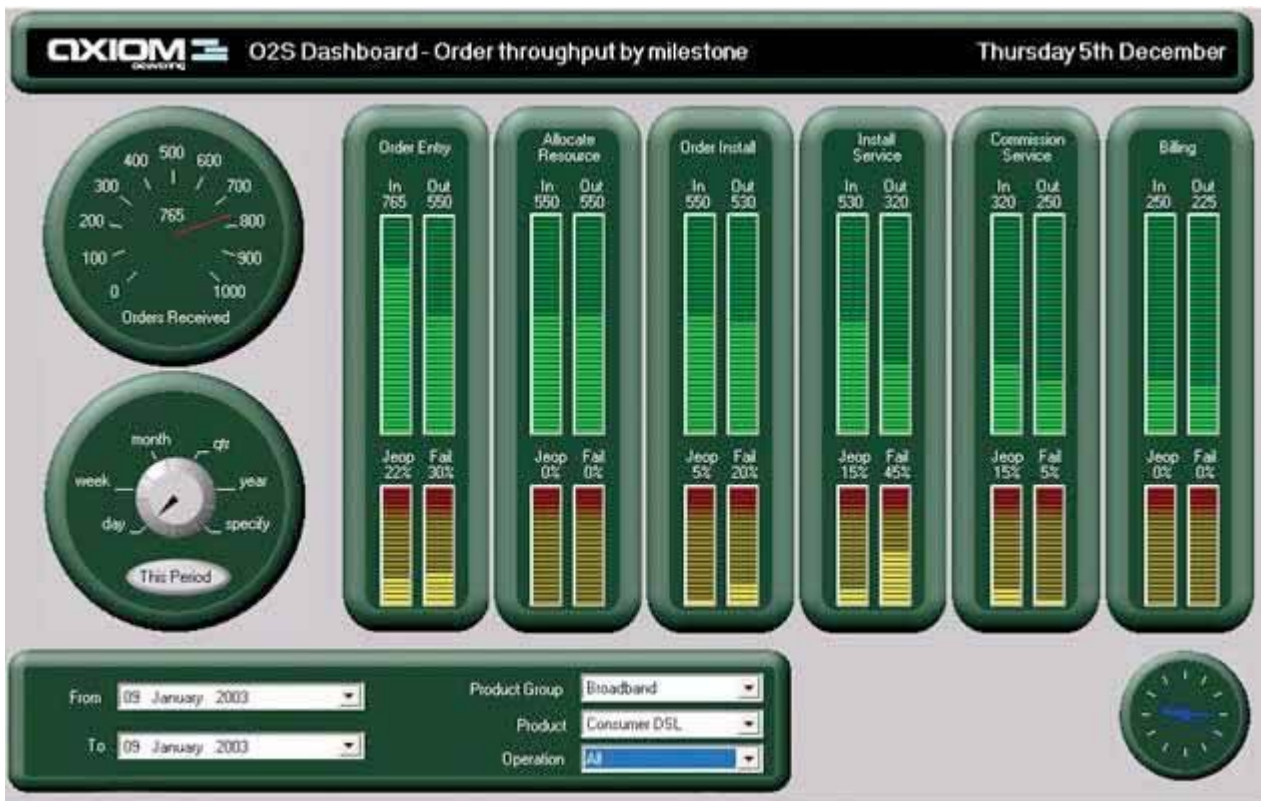 AXIOM
O2S Dashboard - Order throughput by milestone
Thursday 5th December
400 500 600
300 700
765
200 800
100 900
0 1000
Orders Received
month qtr
week year
day specify
This Period
Order Entry
In Out
765 550
Jeop Fail
22% 30%
Allocate
Resource
In Out
550 550
Jeop Fail
0% 0%
Order Install
In Out
550 530
Jeop Fail
5% 20%
Install
Service
In Out
530 320
Jeop Fail
15% 45%
Commission
Service
In Out
320 250
Jeop Fail
15% 5%
Billing
In Out
250 225
Jeop Fail
0% 0%
From 09 January 2003
To 09 January 2003
Product Group Broadband
Product Consumer DSL
Operation All